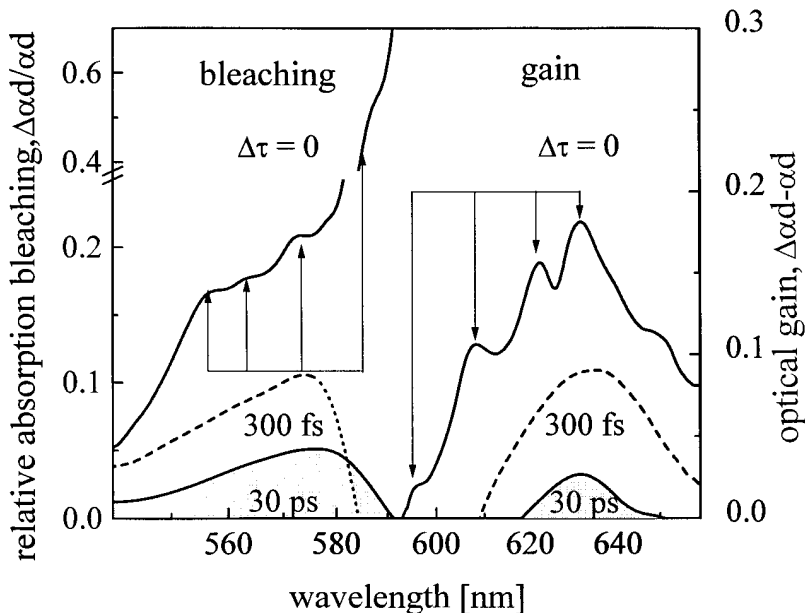 relative absorption bleaching,Δαd/αd
0.6
0.4
0.2
0.1
0.0
bleaching
gain
Δτ = 0
Δτ = 0
300 fs
300 fs
30 ps
30 ps
0.3
0.2
0.1
0.0
optical gain, Δαd-αd
560
580
600
620
640
wavelength [nm]